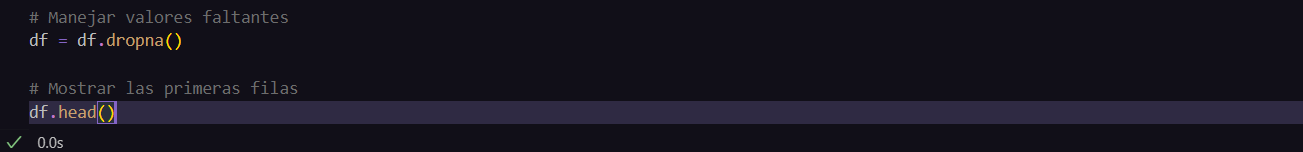 # Manejar valores faltantes
df = df.dropna()
# Mostrar las primeras filas
df.head()
0.0s